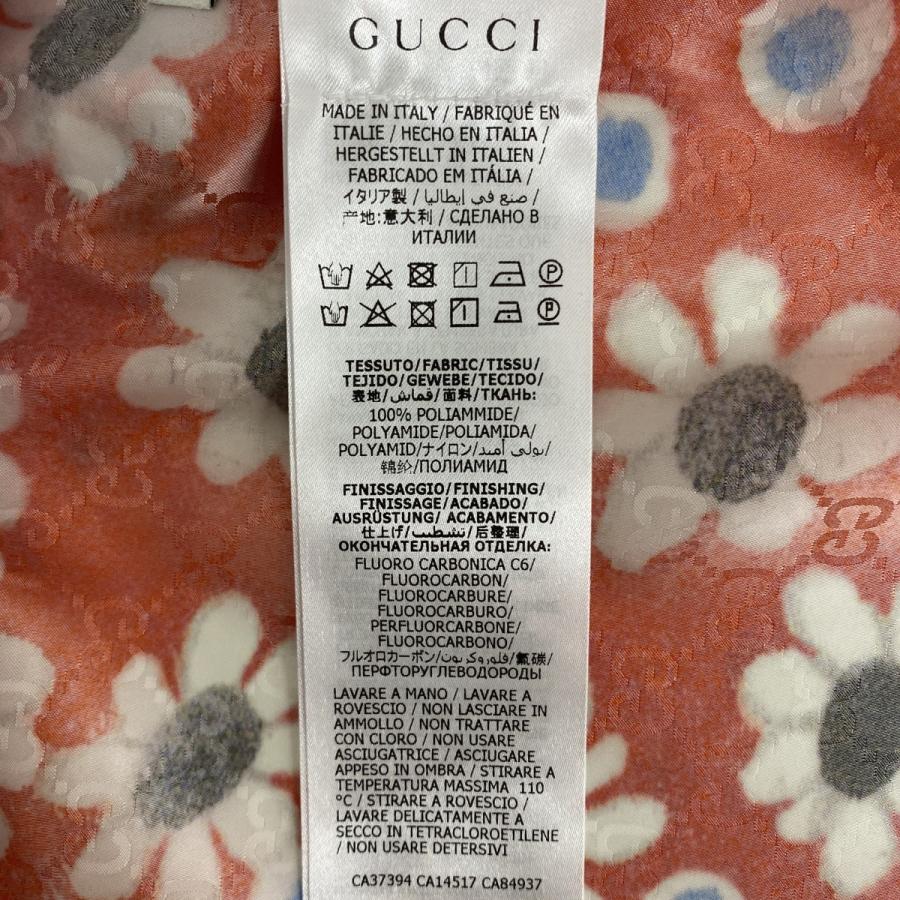 GUCCI
MADE IN ITALY / FABRIQUÉ EN
ITALIE / HECHO EN ITALIA /
HERGESTELLT IN ITALIEN /
FABRICADO EM ITÁLIA /
イタリア製 / صنع في إيطاليا /
产地:意大利 / СДЕЛАНО В
ИТАЛИИ
TESSUTO/FABRIC/TISSU/
TEJIDO/GEWEBE/TECIDO/
表地/قماش/面料/ТКАНЬ:
100% POLIAMMIDE/
POLYAMIDE/POLIAMIDA/
POLYAMID/ナイロン/بولي أميد/
锦纶/ПОЛИАМИД
FINISSAGGIO/FINISHING/
FINISSAGE/ACABADO/
AUSRÜSTUNG/ ACABAMENTO/
仕上げ/تشطيب/后整理/
ОКОНЧАТЕЛЬНАЯ ОТДЕЛКА:
FLUORO CARBONICA C6/
FLUOROCARBON/
FLUOROCARBURE/
FLUOROCARBURO/
PERFLUORCARBONE/
FLUOROCARBONO/
フルオロカーボン/فلوروكربون/氟碳/
ПЕРФТОРУГЛЕВОДОРОДЫ
LAVARE A MANO / LAVARE A
ROVESCIO / NON LASCIARE IN
AMMOLLO / NON TRATTARE
CON CLORO / NON USARE
ASCIUGATRICE / ASCIUGARE
APPESO IN OMBRA / STIRARE A
TEMPERATURA MASSIMA 110
°C / STIRARE A ROVESCIO /
LAVARE DELICATAMENTE A
SECCO IN TETRACLOROETILENE
/ NON USARE DETERSIVI
CA37394 CA14517 CA84937